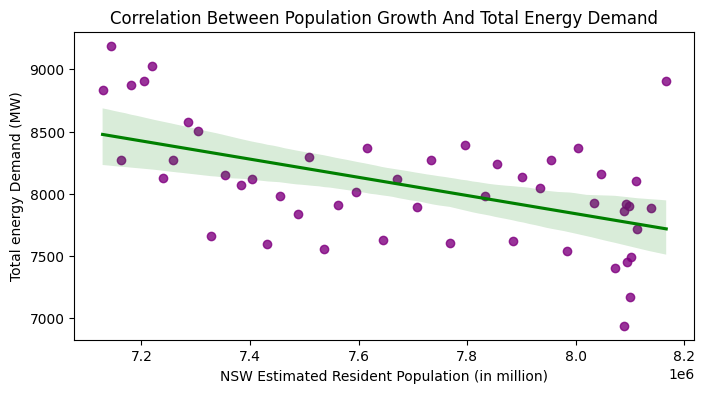 Correlation Between Population Growth And Total Energy Demand
Total energy Demand (MW)
9000
8500
8000
7500
7000
7.2
7.4
7.6
7.8
8.0
8.2
1e6
NSW Estimated Resident Population (in million)